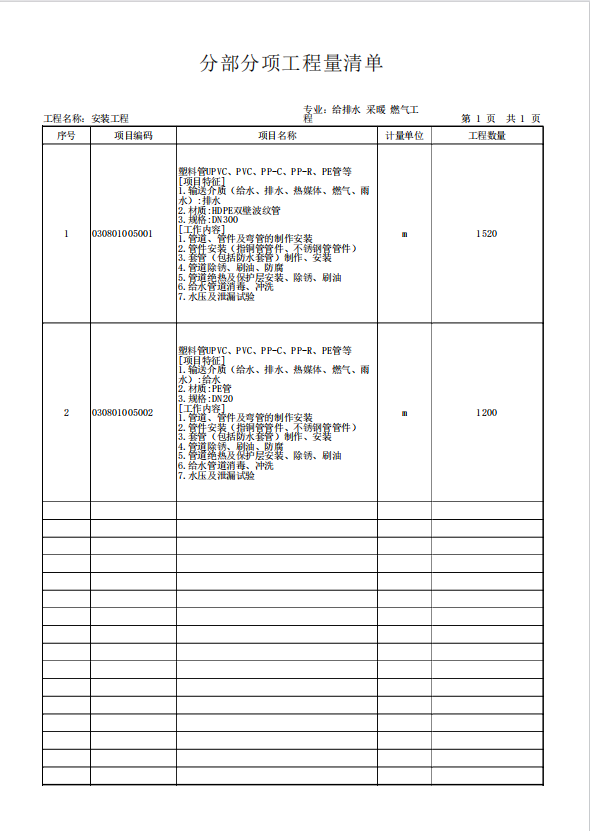 分部分项工程量清单
专业：给排水 采暖 燃气工
工程名称：安装工程 程 第 1 页 共 1 页
序号 项目编码 项目名称 计量单位 工程数量
塑料管UPVC、PVC、PP-C、PP-R、PE管等
[项目特征]
1.输送介质（给水、排水、热媒体、燃气、雨
水）:排水
2.材质:HDPE双壁波纹管
3.规格:DN300
[工作内容]
1 030801005001 m 1520
1.管道、管件及弯管的制作安装
2.管件安装（指铜管管件、不锈钢管管件）
3.套管（包括防水套管）制作、安装
4.管道除锈、刷油、防腐
5.管道绝热及保护层安装、除锈、刷油
6.给水管道消毒、冲洗
7.水压及泄漏试验
塑料管UPVC、PVC、PP-C、PP-R、PE管等
[项目特征]
1.输送介质（给水、排水、热媒体、燃气、雨
水）:给水
2.材质:PE管
3.规格:DN20
[工作内容]
2 030801005002 m 1200
1.管道、管件及弯管的制作安装
2.管件安装（指铜管管件、不锈钢管管件）
3.套管（包括防水套管）制作、安装
4.管道除锈、刷油、防腐
5.管道绝热及保护层安装、除锈、刷油
6.给水管道消毒、冲洗
7.水压及泄漏试验